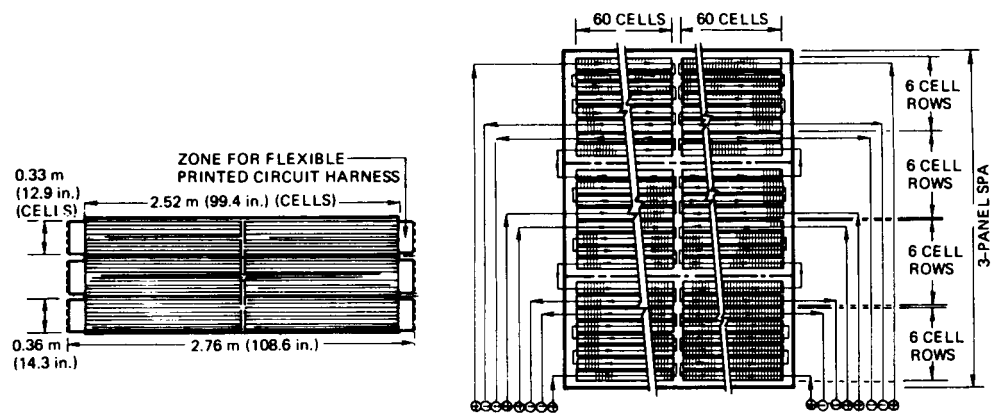 0.33 m
(12.9 in.)
(CELLS)
ZONE FOR FLEXIBLE
PRINTED CIRCUIT HARNESS
2.52 m (99.4 in.) (CELLS)
0.36 m
(14.3 in.)
2.76 m (108.6 in.)
60 CELLS
60 CELLS
6 CELL
ROWS
6 CELL
ROWS
6 CELL
ROWS
6 CELL
ROWS
3-PANEL SPA
⊕⊖⊖⊕⊕⊖⊖⊕
⊕⊖⊖⊕⊕⊖⊖⊕